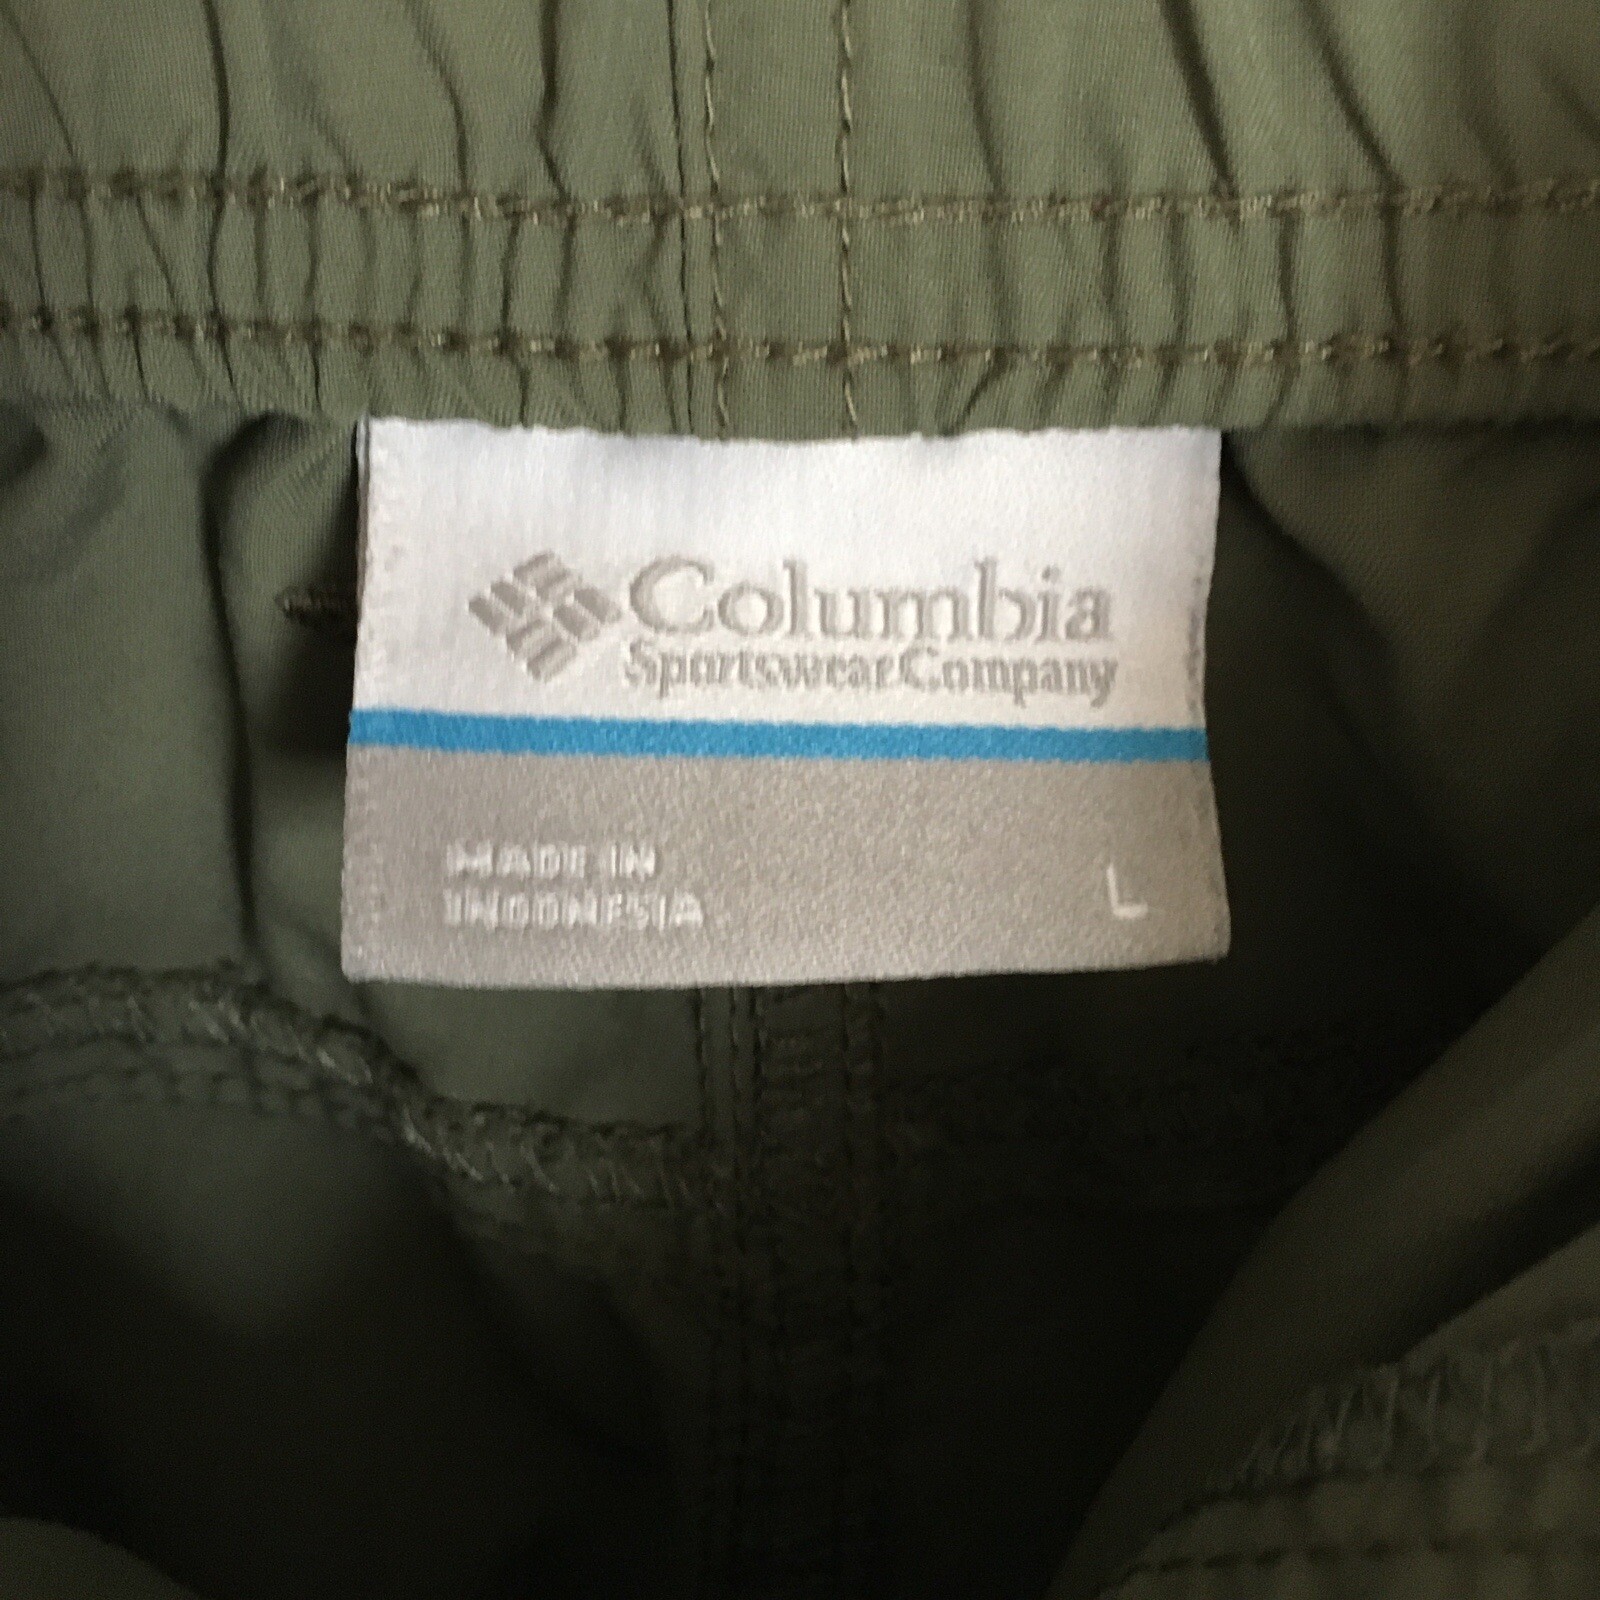 Columbia
Sportswear Company
MADE IN
INDONESIA
L